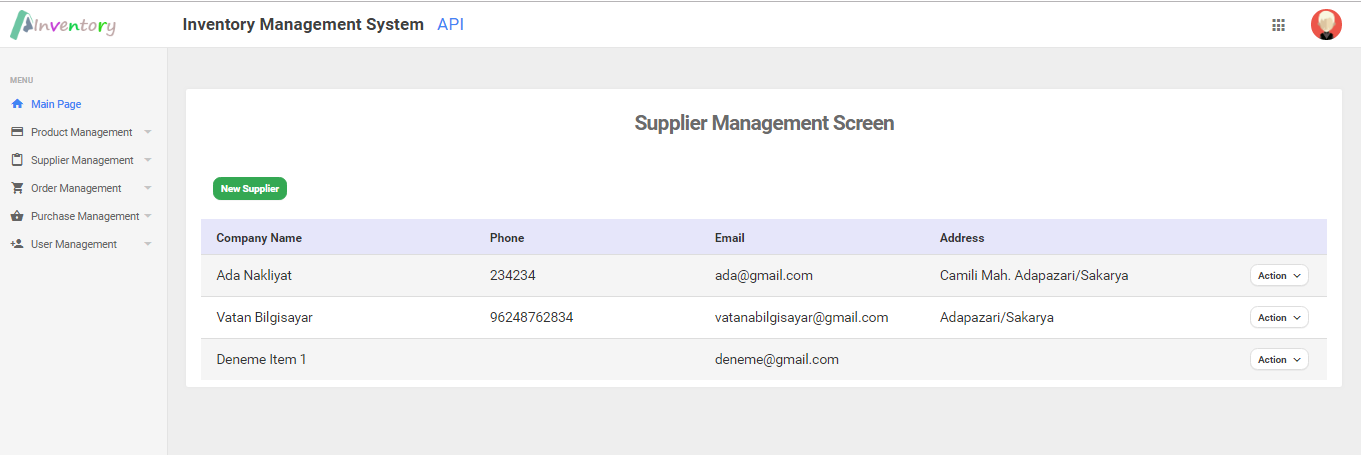 AInventory
Inventory Management System API
MENU
Main Page
Product Management
Supplier Management
Order Management
Purchase Management
User Management
Supplier Management Screen
New Supplier
Company Name Phone Email Address
Ada Nakliyat 234234 ada@gmail.com Camili Mah. Adapazari/Sakarya Action
Vatan Bilgisayar 96248762834 vatanabilgisayar@gmail.com Adapazari/Sakarya Action
Deneme Item 1 deneme@gmail.com Action